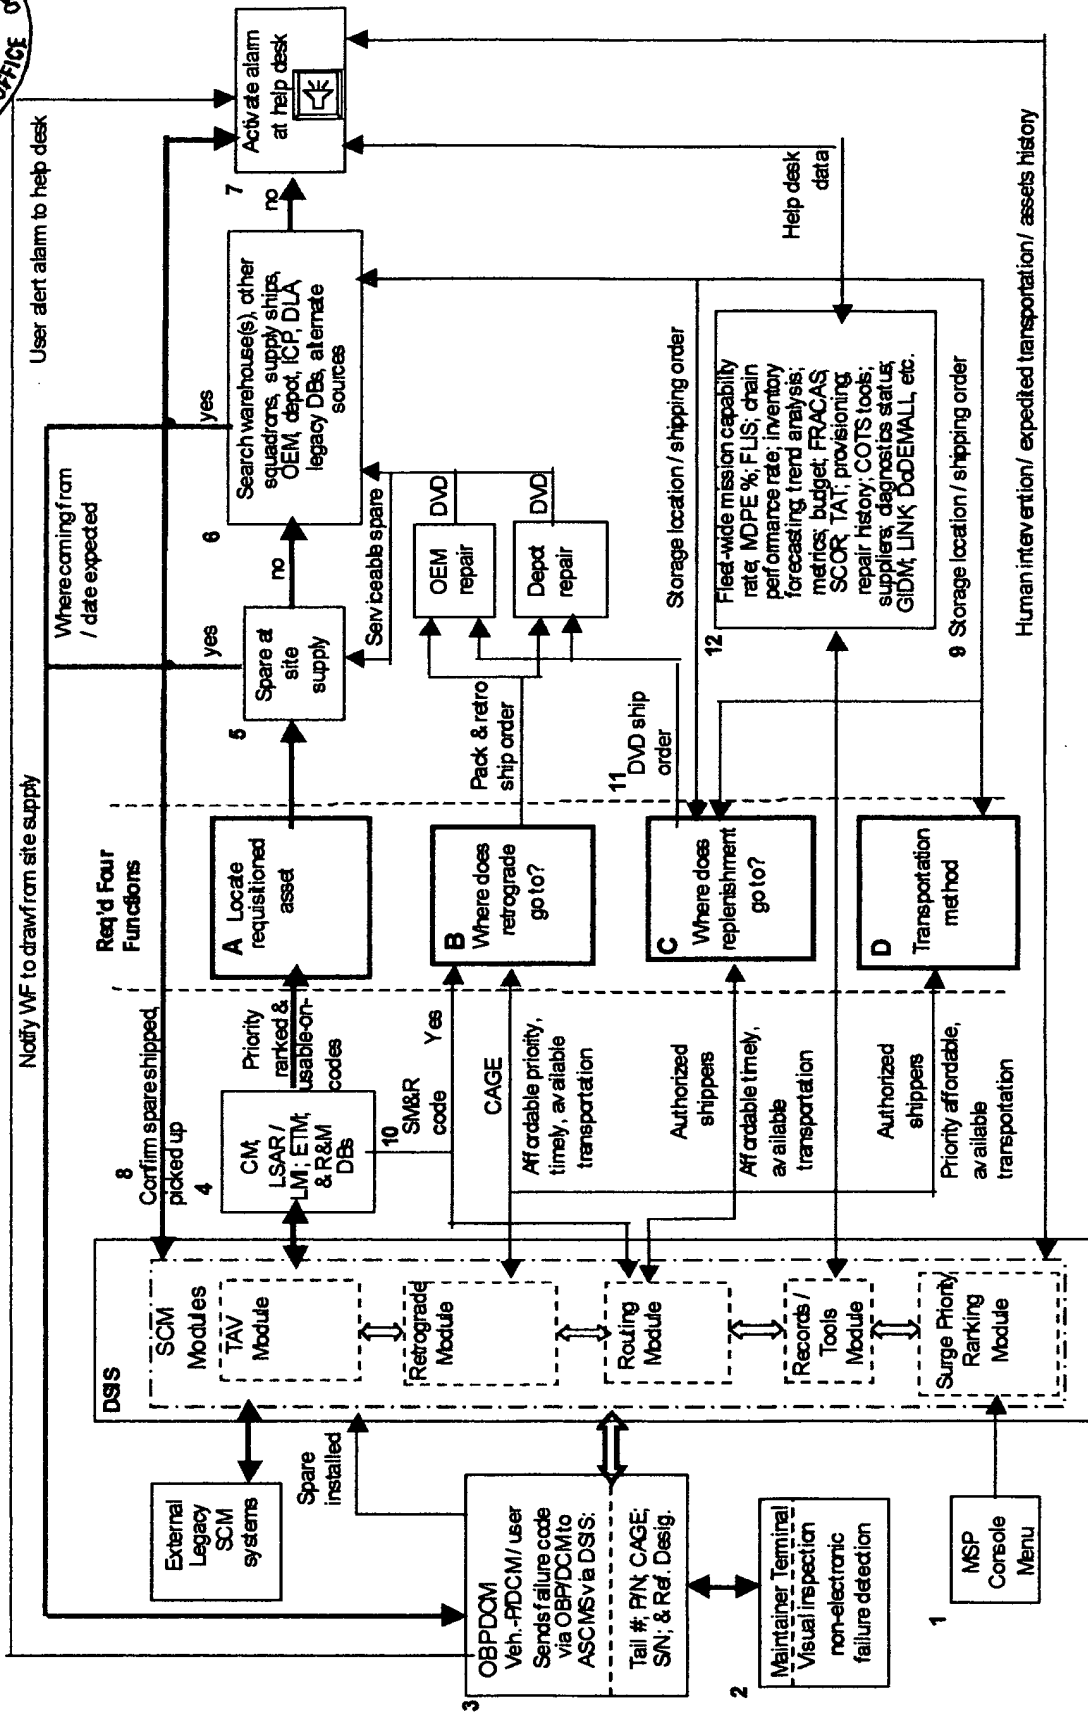 OFFICE
Notify WF to draw from site supply
User alert alarm to help desk
Where coming from
/ date expected
8
Confirm spare shipped,
picked up
Req'd Four
Functions
yes
yes
7
Activate alarm
at help desk
no
6
Search warehouse(s), other
squadrons, supply ships,
OEM, depot, ICP, DLA,
legacy DBs, alternate
sources
no
5
Spare at
site
supply
A Locate
requisitioned
asset
Priority
ranked &
usable-on-
codes
4
CM,
LSAR /
LMI; ETM;
& R&M
DBs
10
SM&R
code
Yes
CAGE
Affordable priority,
timely, available
transportation
B
Where does
retrograde
go to?
Pack & retro
ship order
Serviceable spare
OEM
repair
DVD
Depot
repair
DVD
11
DVD ship
order
Storage location / shipping order
Help desk
data
C
Where does
replenishment
go to?
Authorized
shippers
Affordable timely,
available
transportation
12
Fleet-wide mission capability
rate; MDPE %; FLIS; chain
performance rate; inventory
forecasting; trend analysis;
metrics; budget; FRACAS;
SCOR; TAT; provisioning;
repair history; COTS tools;
suppliers; diagnostics status;
GIDM; LINK, DoDEMALL, etc.
9 Storage location / shipping order
D
Transportation
method
Authorized
shippers
Priority affordable,
available
transportation
Human intervention/ expedited transportation/ assets history
DSIS
SCM
Modules
TAV
Module
Retrograde
Module
Routing
Module
Records /
Tools
Module
Surge Priority
Ranking
Module
External
Legacy
SCM
systems
Spare
installed
3
OBPDCM
Veh.-P/DCM / user
Sends failure code
via OBP/DCM to
ASCMS via DSIS:
Tail #; P/N; CAGE;
S/N; & Ref. Desig.
2
Maintainer Terminal
Visual inspection
non-electronic
failure detection
1
MSP
Console
Menu